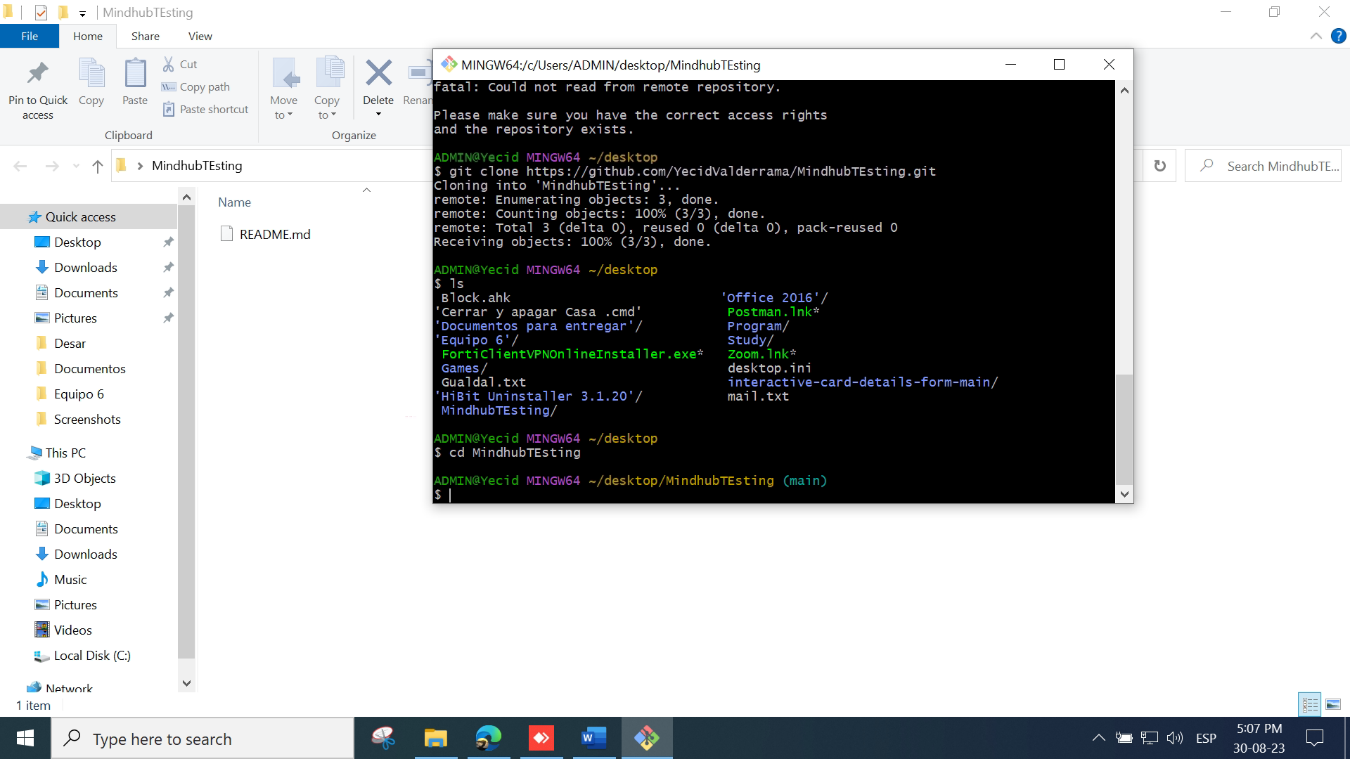 MindhubTEsting
File Home Share View
Pin to Quick access
Copy
Paste
Cut
Copy path
Paste shortcut
Clipboard
Move to
Copy to
Delete
Renan
Organize
MindhubTEsting
Search MindhubTE...
Quick access
Desktop
Downloads
Documents
Pictures
Desar
Documentos
Equipo 6
Screenshots
This PC
3D Objects
Desktop
Documents
Downloads
Music
Pictures
Videos
Local Disk (C:)
Network
Name
README.md
1 item
MINGW64:/c/Users/ADMIN/desktop/MindhubTEsting
fatal: Could not read from remote repository.
Please make sure you have the correct access rights
and the repository exists.
ADMIN@Yecid MINGW64 ~/desktop
$ git clone https://github.com/YecidValderrama/MindhubTEsting.git
Cloning into 'MindhubTEsting'...
remote: Enumerating objects: 3, done.
remote: Counting objects: 100% (3/3), done.
remote: Total 3 (delta 0), reused 0 (delta 0), pack-reused 0
Receiving objects: 100% (3/3), done.
ADMIN@Yecid MINGW64 ~/desktop
$ ls
Block.ahk 'Office 2016'/
'Cerrar y apagar Casa .cmd' Postman.lnk*
'Documentos para entregar'/ Program/
'Equipo 6'/ Study/
FortiClientVPNOnlineInstaller.exe* Zoom.lnk*
Games/ desktop.ini
Gualdal.txt interactive-card-details-form-main/
'HiBit Uninstaller 3.1.20'/ mail.txt
MindhubTEsting/
ADMIN@Yecid MINGW64 ~/desktop
$ cd MindhubTEsting
ADMIN@Yecid MINGW64 ~/desktop/MindhubTEsting (main)
$
Type here to search
W
ESP
5:07 PM
30-08-23